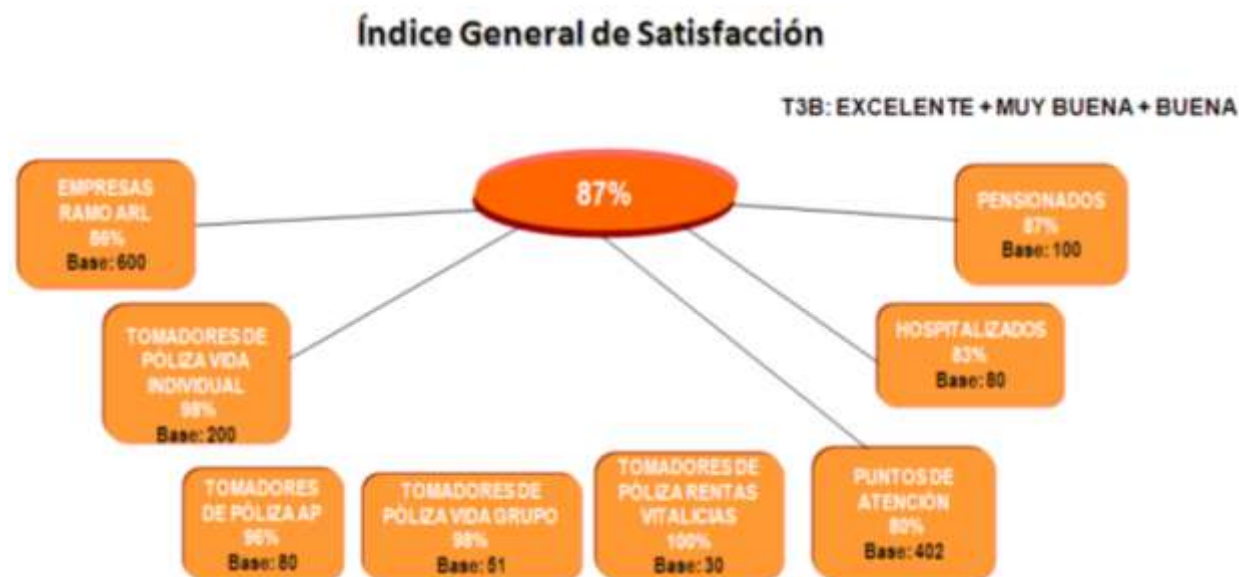 Índice General de Satisfacción
T3B: EXCELENTE + MUY BUENA + BUENA
87%
EMPRESAS
RAMO ARL
86%
Base: 600
PENSIONADOS
87%
Base: 100
TOMADORES DE
PÓLIZA VIDA
INDIVIDUAL
98%
Base: 200
HOSPITALIZADOS
83%
Base: 80
TOMADORES
DE PÓLIZA AP
96%
Base: 80
TOMADORES DE
PÓLIZA VIDA GRUPO
98%
Base: 51
TOMADORES DE
PÓLIZA RENTAS
VITALICIAS
100%
Base: 30
PUNTOS DE
ATENCIÓN
80%
Base: 402